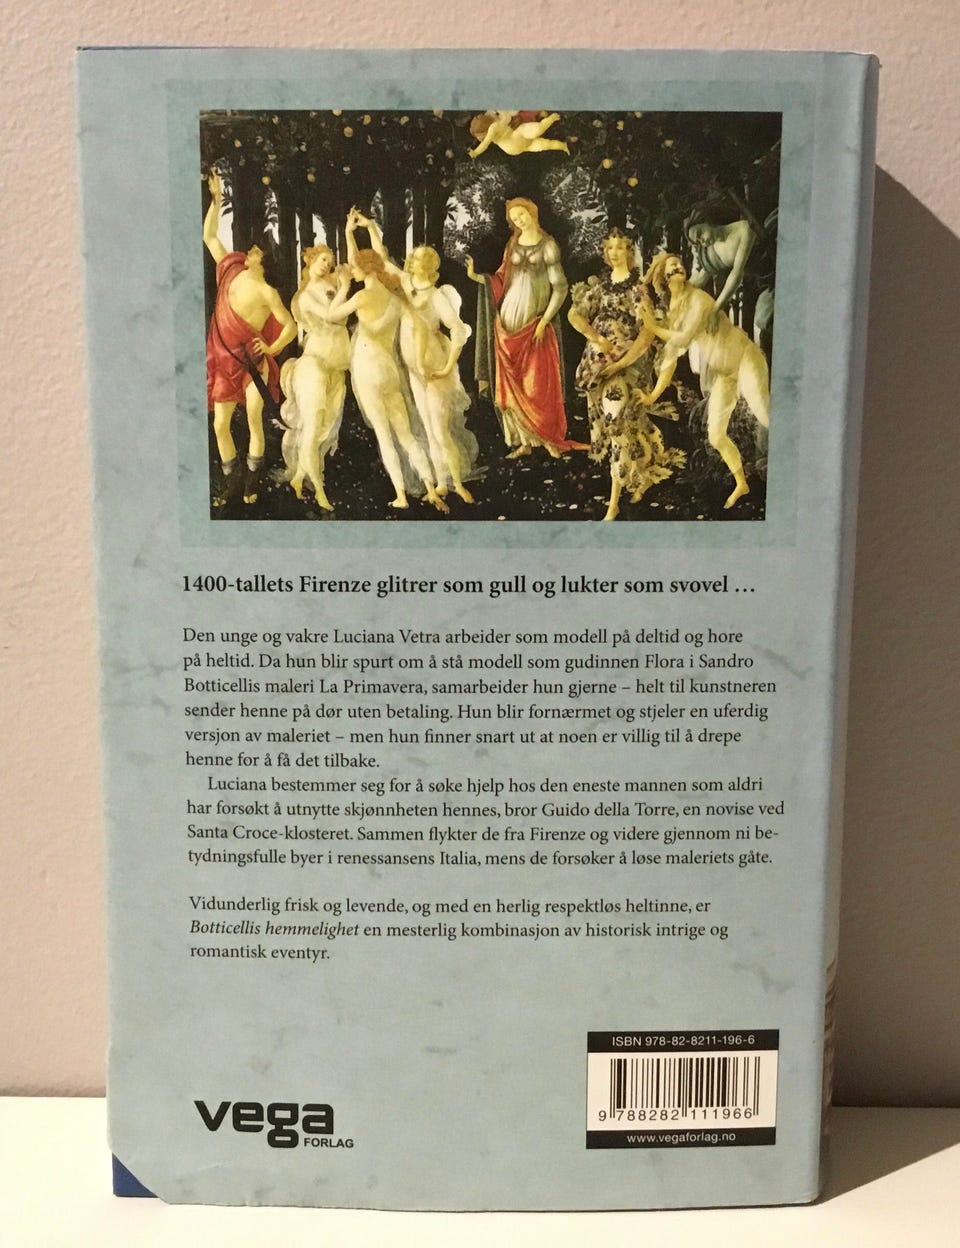 1400-tallets Firenze glitrer som gull og lukter som svovel …
Den unge og vakre Luciana Vetra arbeider som modell på deltid og hore
på heltid. Da hun blir spurt om å stå modell som gudinnen Flora i Sandro
Botticellis maleri La Primavera, samarbeider hun gjerne – helt til kunstneren
sender henne på dør uten betaling. Hun blir fornærmet og stjeler en uferdig
versjon av maleriet – men hun finner snart ut at noen er villig til å drepe
henne for å få det tilbake.
Luciana bestemmer seg for å søke hjelp hos den eneste mannen som aldri
har forsøkt å utnytte skjønnheten hennes, bror Guido della Torre, en novise ved
Santa Croce-klosteret. Sammen flykter de fra Firenze og videre gjennom ni be-
tydningsfulle byer i renessansens Italia, mens de forsøker å løse maleriets gåte.
Vidunderlig frisk og levende, og med en herlig respektløs heltinne, er
Botticellis hemmelighet en mesterlig kombinasjon av historisk intrige og
romantisk eventyr.
ISBN 978-82-8211-196-6
9 788282 111966
www.vegaforlag.no
vega
FORLAG